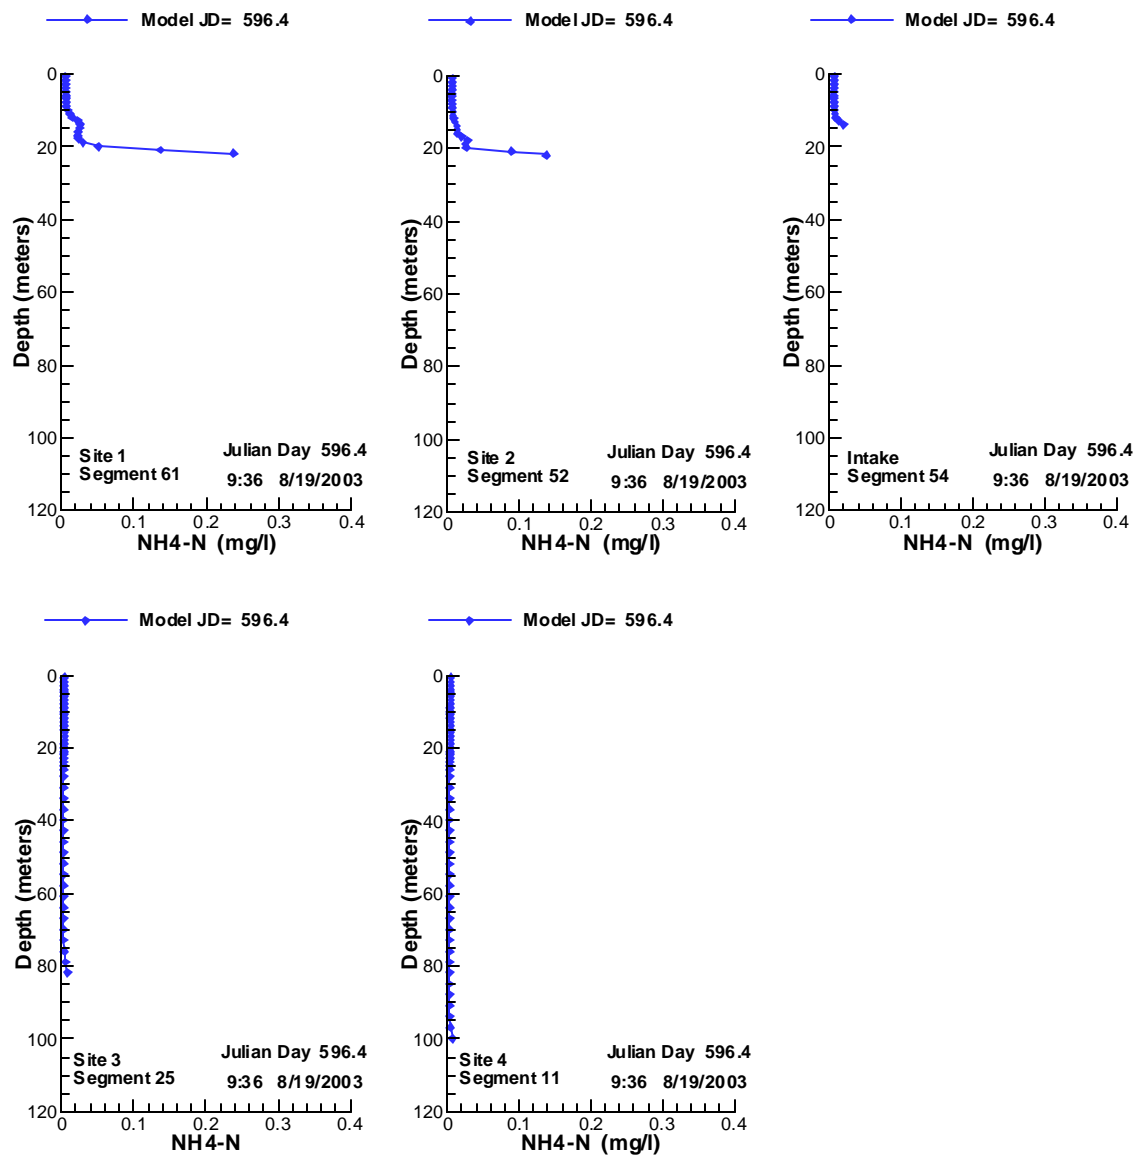 Model JD= 596.4
0
20
40
60
80
100
120
Depth (meters)
Site 1
Segment 61
Julian Day 596.4
9:36 8/19/2003
0 0.1 0.2 0.3 0.4
NH4-N (mg/l)
Model JD= 596.4
0
20
40
60
80
100
120
Depth (meters)
Site 2
Segment 52
Julian Day 596.4
9:36 8/19/2003
0 0.1 0.2 0.3 0.4
NH4-N (mg/l)
Model JD= 596.4
0
20
40
60
80
100
120
Depth (meters)
Intake
Segment 54
Julian Day 596.4
9:36 8/19/2003
0 0.1 0.2 0.3 0.4
NH4-N (mg/l)
Model JD= 596.4
0
20
40
60
80
100
120
Depth (meters)
Site 3
Segment 25
Julian Day 596.4
9:36 8/19/2003
0 0.1 0.2 0.3 0.4
NH4-N
Model JD= 596.4
0
20
40
60
80
100
120
Depth (meters)
Site 4
Segment 11
Julian Day 596.4
9:36 8/19/2003
0 0.1 0.2 0.3 0.4
NH4-N (mg/l)